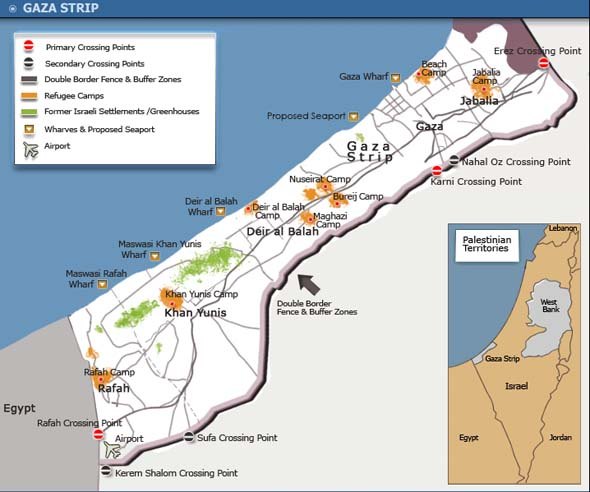 GAZA STRIP
Primary Crossing Points
Secondary Crossing Points
Double Border Fence & Buffer Zones
Refugee Camps
Former Israeli Settlements /Greenhouses
Wharves & Proposed Seaport
Airport
Erez Crossing Point
Beach
Camp
Jabalia
Camp
Gaza Wharf
Jabalia
Proposed Seaport
Gaza
Gaza
Strip
Nahal Oz Crossing Point
Karni Crossing Point
Nuseirat Camp
Bureij Camp
Deir al Balah
Wharf
Deir al Balah
Camp
Maghazi
Camp
Deir al Balah
Maswasi Khan Yunis
Wharf
Maswasi Rafah
Wharf
Khan Yunis Camp
Khan Yunis
Double Border
Fence & Buffer Zones
Rafah Camp
Rafah
Egypt
Rafah Crossing Point
Airport
Sufa Crossing Point
Kerem Shalom Crossing Point
Palestinian
Territories
Lebanon
West
Bank
Gaza Strip
Israel
Egypt
Jordan